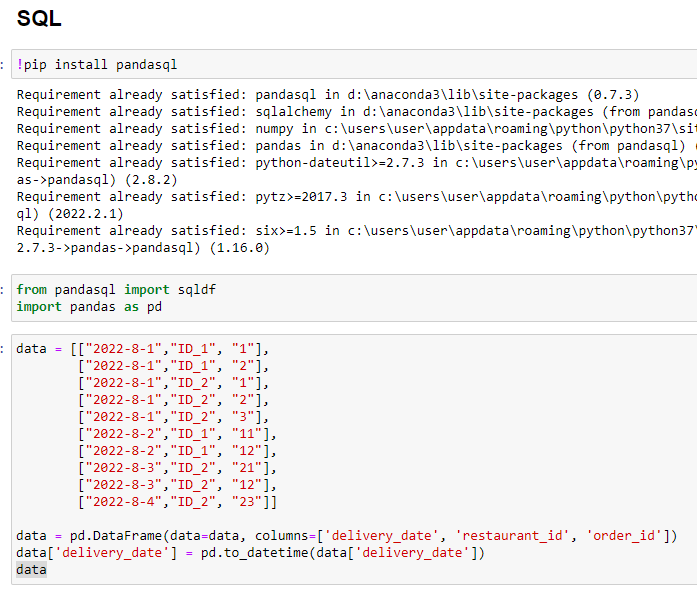 SQL
: !pip install pandasql
Requirement already satisfied: pandasql in d:\anaconda3\lib\site-packages (0.7.3)
Requirement already satisfied: sqlalchemy in d:\anaconda3\lib\site-packages (from pandasq
Requirement already satisfied: numpy in c:\users\user\appdata\roaming\python\python37\sit
Requirement already satisfied: pandas in d:\anaconda3\lib\site-packages (from pandasql) (
Requirement already satisfied: python-dateutil>=2.7.3 in c:\users\user\appdata\roaming\py
as->pandasql) (2.8.2)
Requirement already satisfied: pytz>=2017.3 in c:\users\user\appdata\roaming\python\pytho
ql) (2022.2.1)
Requirement already satisfied: six>=1.5 in c:\users\user\appdata\roaming\python\python37\
2.7.3->pandas->pandasql) (1.16.0)
: from pandasql import sqldf
import pandas as pd
: data = [["2022-8-1","ID_1", "1"],
["2022-8-1","ID_1", "2"],
["2022-8-1","ID_2", "1"],
["2022-8-1","ID_2", "2"],
["2022-8-1","ID_2", "3"],
["2022-8-2","ID_1", "11"],
["2022-8-2","ID_1", "12"],
["2022-8-3","ID_2", "21"],
["2022-8-3","ID_2", "12"],
["2022-8-4","ID_2", "23"]]
data = pd.DataFrame(data=data, columns=['delivery_date', 'restaurant_id', 'order_id'])
data['delivery_date'] = pd.to_datetime(data['delivery_date'])
data